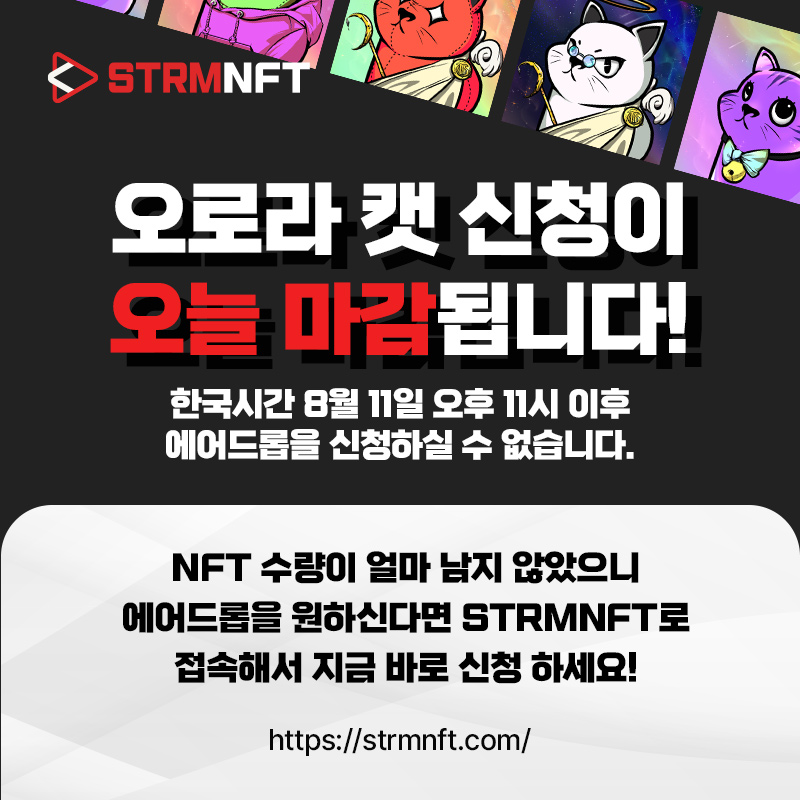 STRMNFT
오로라 캣 신청이
오늘 마감됩니다!
한국시간 8월 11일 오후 11시 이후
에어드롭을 신청하실 수 없습니다.
NFT 수량이 얼마 남지 않았으니
에어드롭을 원하신다면 STRMNFT로
접속해서 지금 바로 신청 하세요!
https://strmnft.com/